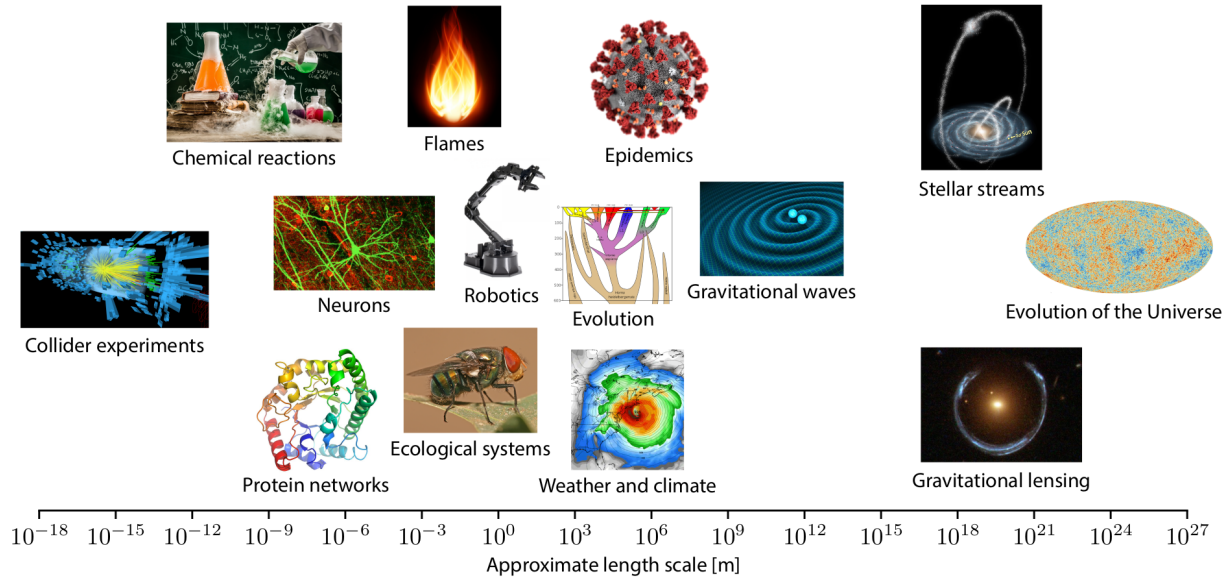 Chemical reactions
Flames
Epidemics
Stellar streams
Neurons
Robotics
Evolution
Gravitational waves
Evolution of the Universe
Collider experiments
Protein networks
Ecological systems
Weather and climate
Gravitational lensing
10^{-18} 10^{-15} 10^{-12} 10^{-9} 10^{-6} 10^{-3} 10^{0} 10^{3} 10^{6} 10^{9} 10^{12} 10^{15} 10^{18} 10^{21} 10^{24} 10^{27}
Approximate length scale [m]